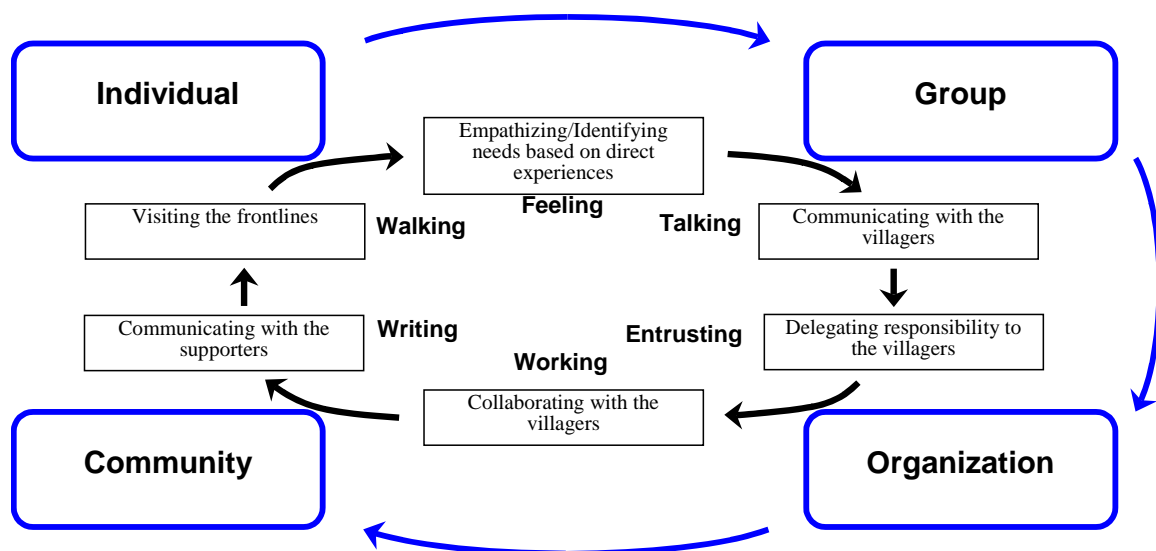 Individual
Group
Empathizing/Identifying
needs based on direct
experiences
Feeling
Visiting the frontlines
Walking
Talking
Communicating with the
villagers
Communicating with the
supporters
Writing
Entrusting
Delegating responsibility to
the villagers
Working
Collaborating with the
villagers
Community
Organization